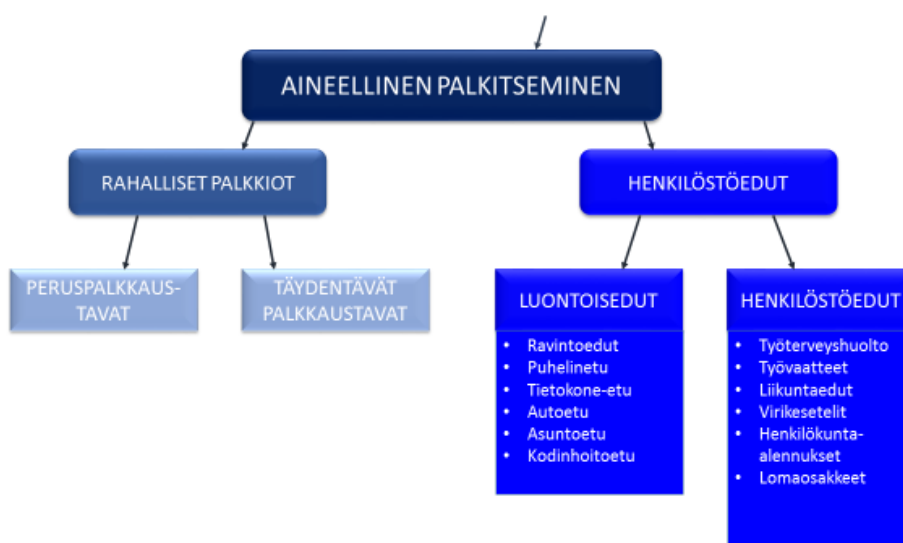 AINEELLINEN PALKITSEMINEN
RAHALLISET PALKKIOT
HENKILÖSTÖEDUT
PERUSPALKKAUS-
TAVAT
TÄYDENTÄVÄT
PALKKAUSTAVAT
LUONTOISEDUT
• Ravintoedut
• Puhelinetu
• Tietokone-etu
• Autoetu
• Asuntoetu
• Kodinhoitoetu
HENKILÖSTÖEDUT
• Työterveyshuolto
• Työvaatteet
• Liikuntaedut
• Virikesetelit
• Henkilökunta-
alennukset
• Lomaosakkeet